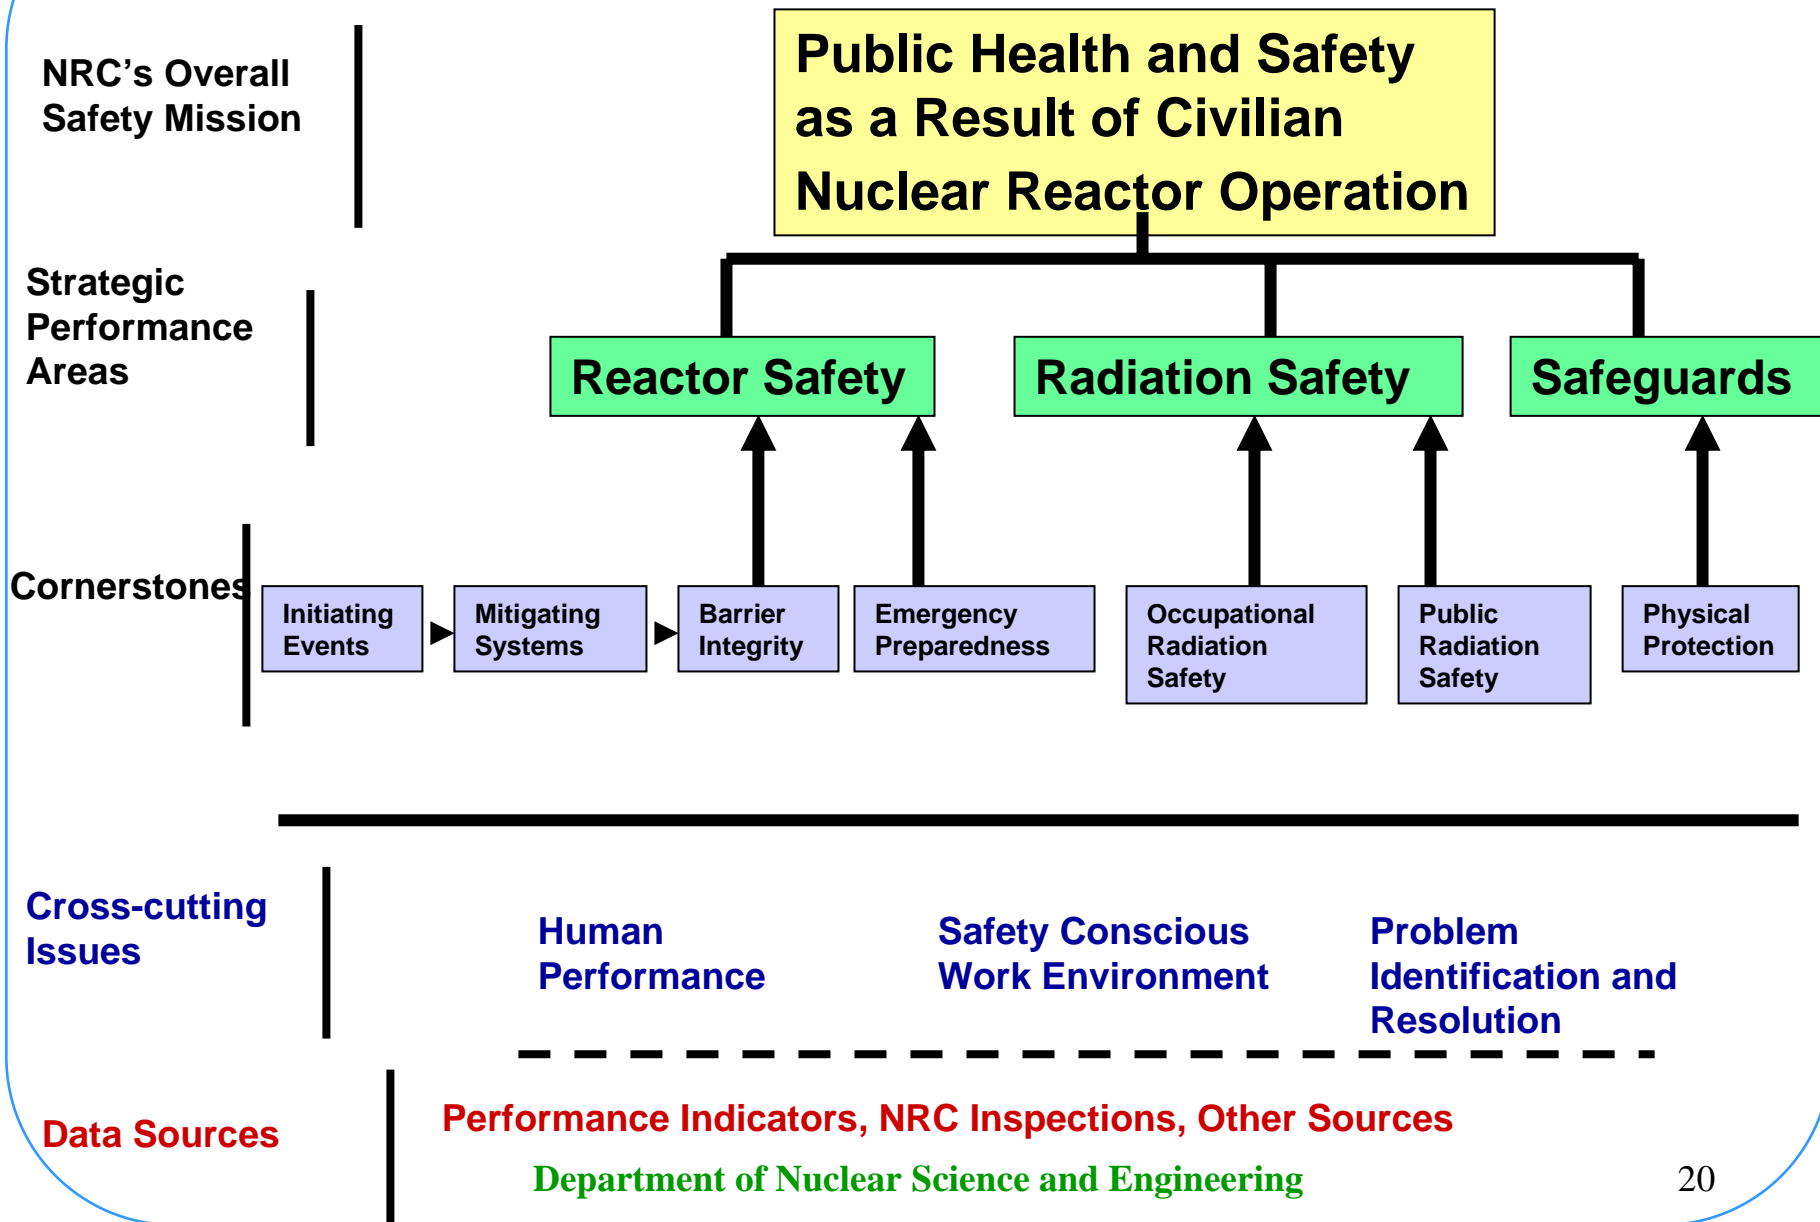 NRC's Overall
Safety Mission
Public Health and Safety
as a Result of Civilian
Nuclear Reactor Operation
Strategic
Performance
Areas
Reactor Safety
Radiation Safety
Safeguards
Cornerstones
Initiating
Events
Mitigating
Systems
Barrier
Integrity
Emergency
Preparedness
Occupational
Radiation
Safety
Public
Radiation
Safety
Physical
Protection
Cross-cutting
Issues
Human
Performance
Safety Conscious
Work Environment
Problem
Identification and
Resolution
Data Sources
Performance Indicators, NRC Inspections, Other Sources
Department of Nuclear Science and Engineering
20